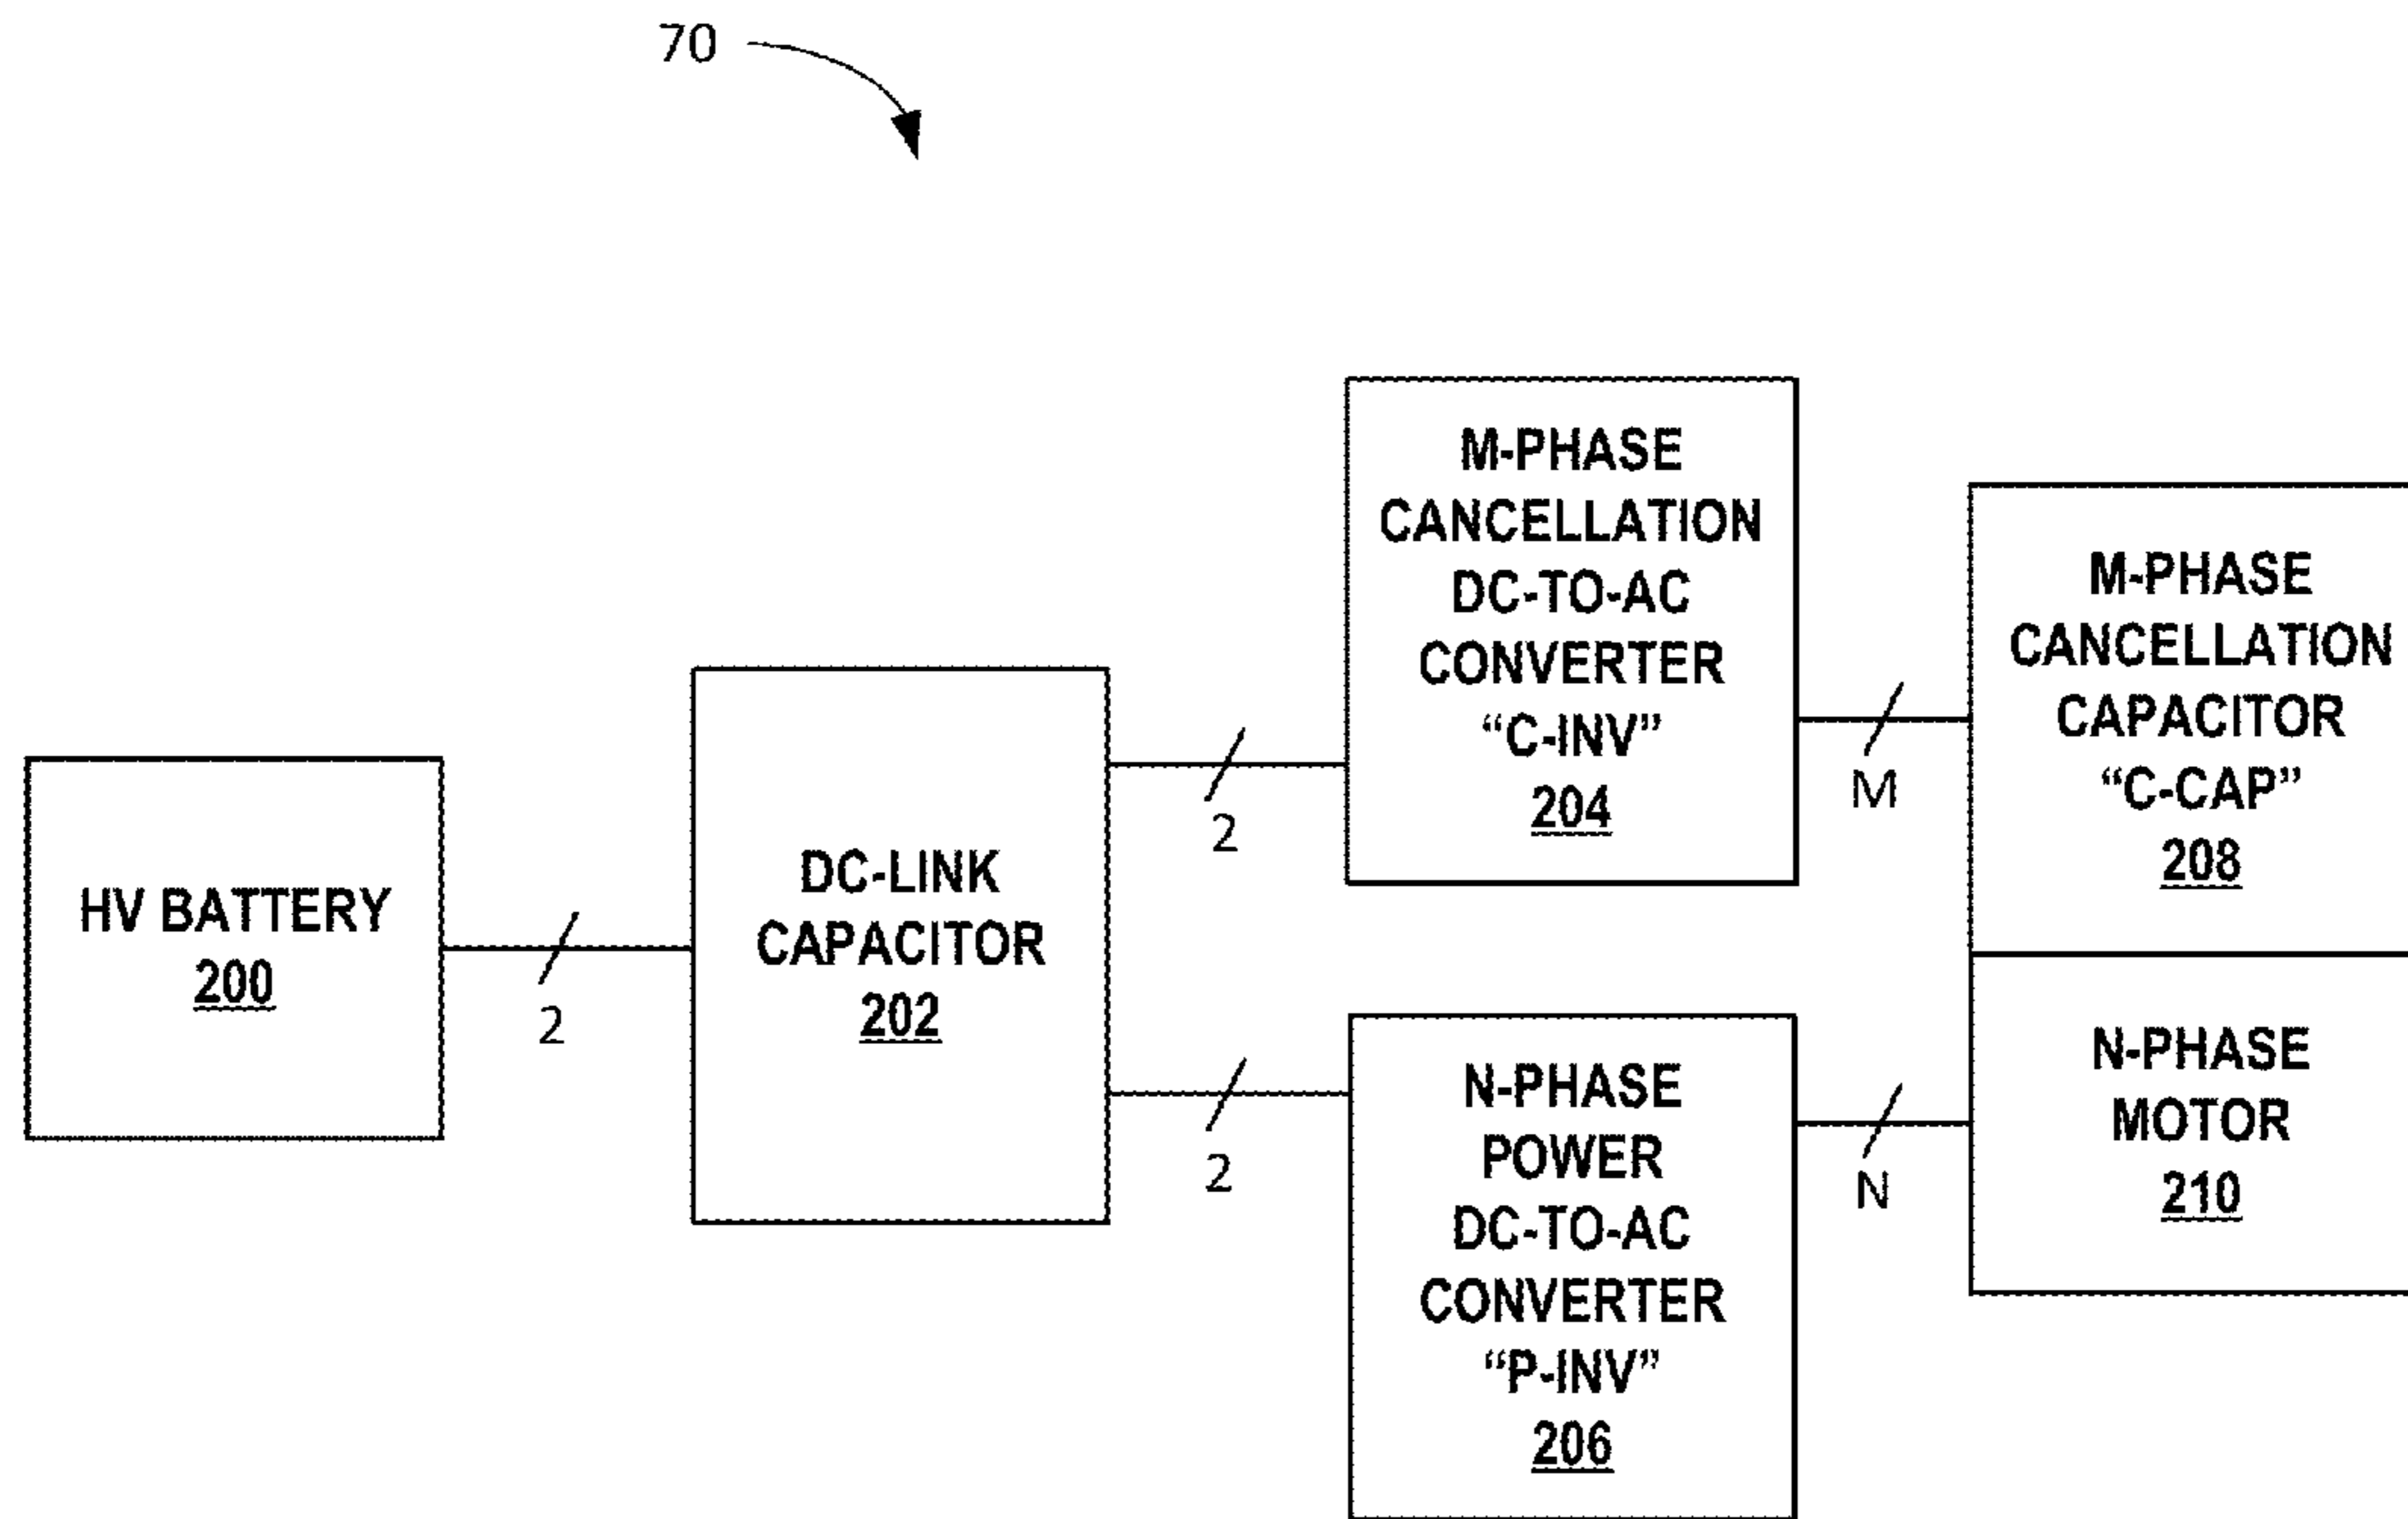 70
HV BATTERY
200
2
DC-LINK
CAPACITOR
202
2
2
M-PHASE
CANCELLATION
DC-TO-AC
CONVERTER
“C-INV”
204
M
M-PHASE
CANCELLATION
CAPACITOR
“C-CAP”
208
N-PHASE
POWER
DC-TO-AC
CONVERTER
“P-INV”
206
N
N-PHASE
MOTOR
210